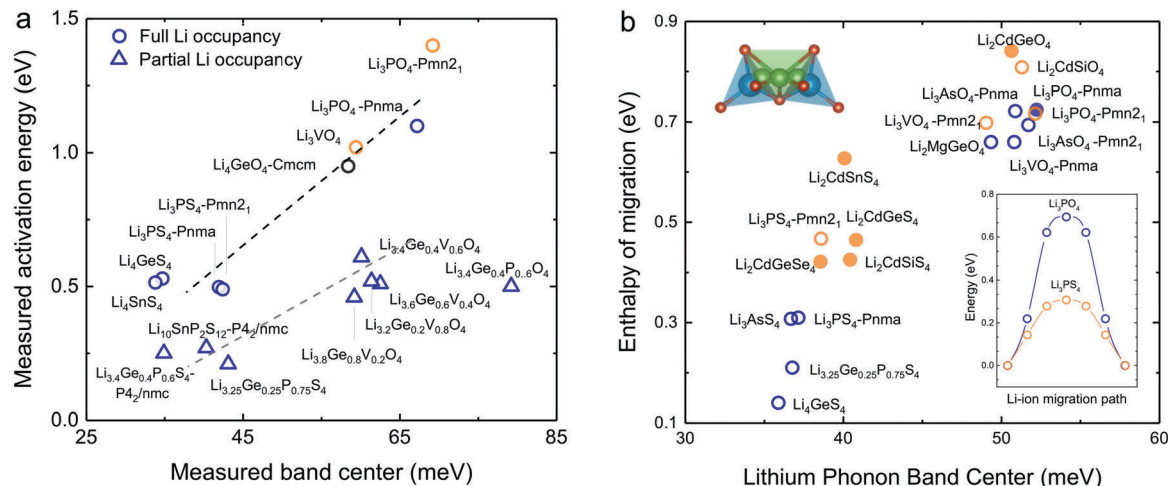 a
Measured activation energy (eV)
1.5
1.0
0.5
0.0
25
45
65
85
Measured band center (meV)
Full Li occupancy
Partial Li occupancy
Li₃PO₄-Pmn2₁
Li₃PO₄-Pnma
Li₃VO₄
Li₄GeO₄-Cmcm
Li₃PS₄-Pmn2₁
Li₃PS₄-Pnma
Li₄GeS₄
Li₄SnS₄
Li₃.₄Ge₀.₄V₀.₆O₄
Li₃.₄Ge₀.₄P₀.₆O₄
Li₃.₆Ge₀.₆V₀.₄O₄
Li₁₀SnP₂S₁₂-P4₂/nmc
Li₃.₂Ge₀.₂V₀.₈O₄
Li₃.₈Ge₀.₈V₀.₂O₄
Li₃.₄Ge₀.₄P₀.₆S₄-
P4₂/nmc
Li₃.₂₅Ge₀.₂₅P₀.₇₅S₄
b
Enthalpy of migration (eV)
0.9
0.7
0.5
0.3
0.1
30
40
50
60
Lithium Phonon Band Center (meV)
Li₂CdGeO₄
Li₂CdSiO₄
Li₃AsO₄-Pnma
Li₃PO₄-Pnma
Li₃VO₄-Pmn2₁
Li₃PO₄-Pmn2₁
Li₂MgGeO₄
Li₃AsO₄-Pmn2₁
Li₃VO₄-Pnma
Li₂CdSnS₄
Li₃PS₄-Pmn2₁
Li₂CdGeS₄
Li₂CdGeSe₄
Li₂CdSiS₄
Li₃AsS₄
Li₃PS₄-Pnma
Li₃.₂₅Ge₀.₂₅P₀.₇₅S₄
Li₄GeS₄
Energy (eV)
0.8
0.6
0.4
0.2
0.0
Li₃PO₄
Li₃PS₄
Li-ion migration path